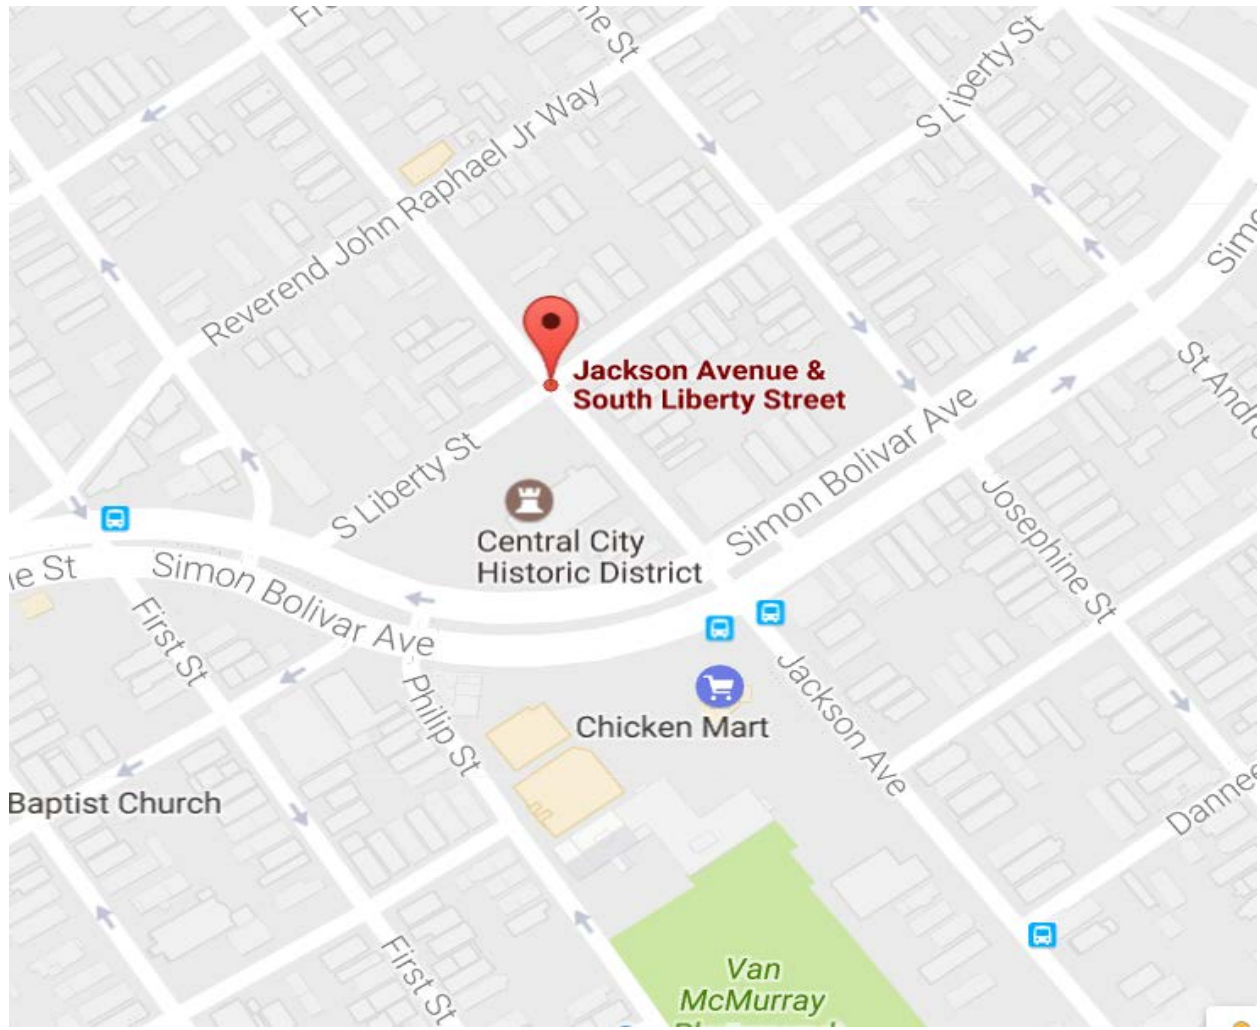 ne St
S Liberty St
Reverend John Raphael Jr Way
Jackson Avenue &
South Liberty Street
S Liberty St
Simon Bolivar Ave
Central City
Historic District
Simon Bolivar Ave
First St
Philip St
Josephine St
Jackson Ave
Chicken Mart
Baptist Church
First St
Van
McMurray